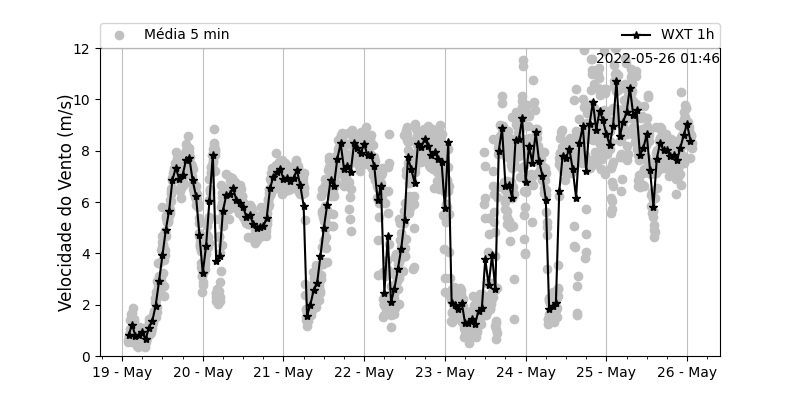 Média 5 min
WXT 1h
2022-05-26 01:46
Velocidade do Vento (m/s)
12
10
8
6
4
2
0
19 - May
20 - May
21 - May
22 - May
23 - May
24 - May
25 - May
26 - May